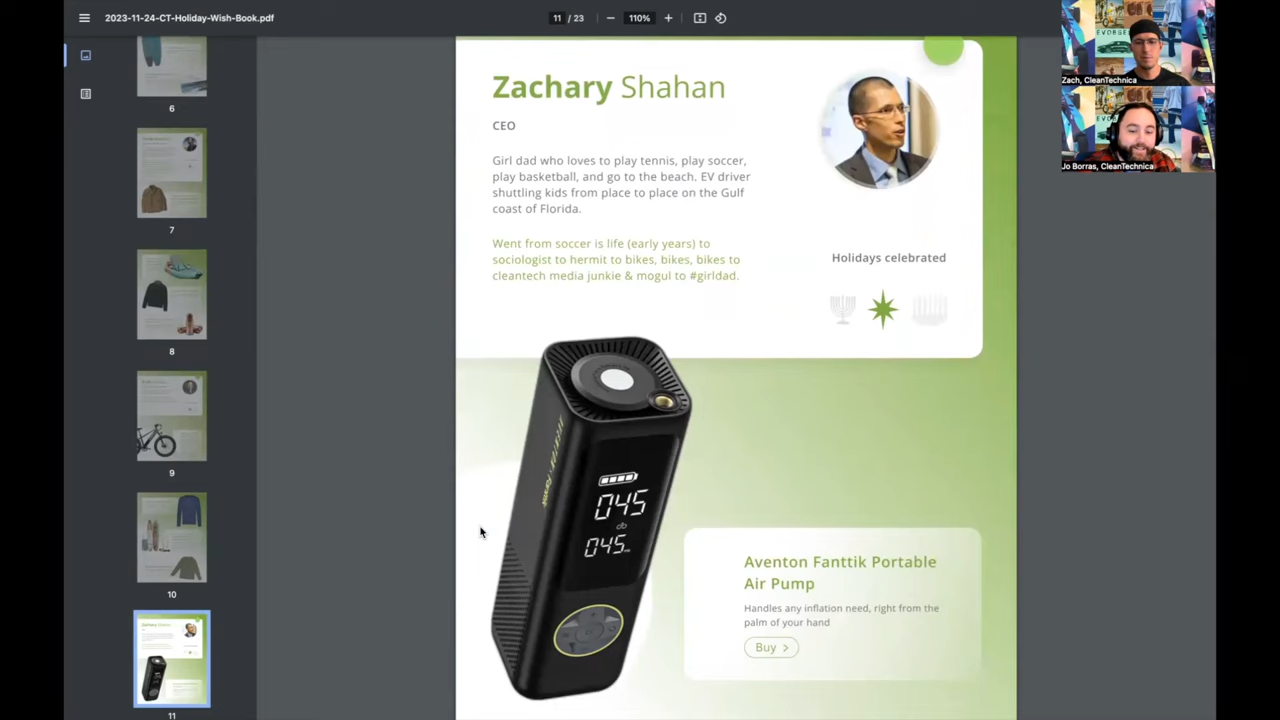 2023-11-24-CT-Holiday-Wish-Book.pdf
11 / 23
110%
Zach, CleanTechnica
Jo Borras, CleanTechnica
6
7
8
9
10
11
Zachary Shahan
CEO
Girl dad who loves to play tennis, play soccer,
play basketball, and go to the beach. EV driver
shuttling kids from place to place on the Gulf
coast of Florida.
Went from soccer is life (early years) to
sociologist to hermit to bikes, bikes, bikes to
cleantech media junkie & mogul to #girldad.
Holidays celebrated
045
045
Aventon Fanttik Portable
Air Pump
Handles any inflation need, right from the
palm of your hand
Buy >